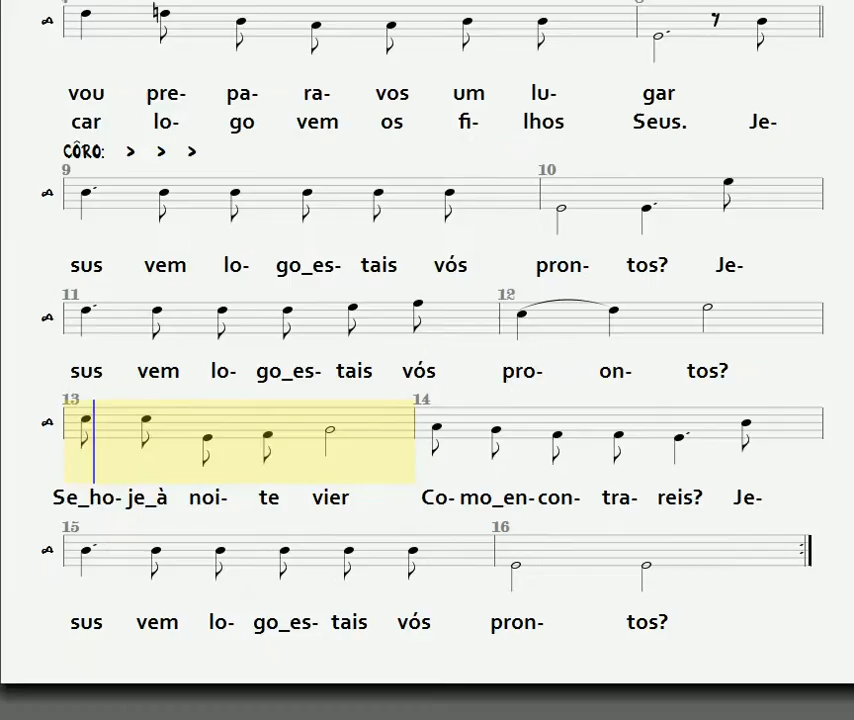 vou pre- pa- ra- vos um lu- gar
car lo- go vem os fi- lhos Seus. Je-
CÔRO: > > >
9 10
sus vem lo- go_es- tais vós pron- tos? Je-
11 12
sus vem lo- go_es- tais vós pro- on- tos?
13 14
Se_ho- je_à noi- te vier Co- mo_en- con- tra- reis? Je-
15 16
sus vem lo- go_es- tais vós pron- tos?